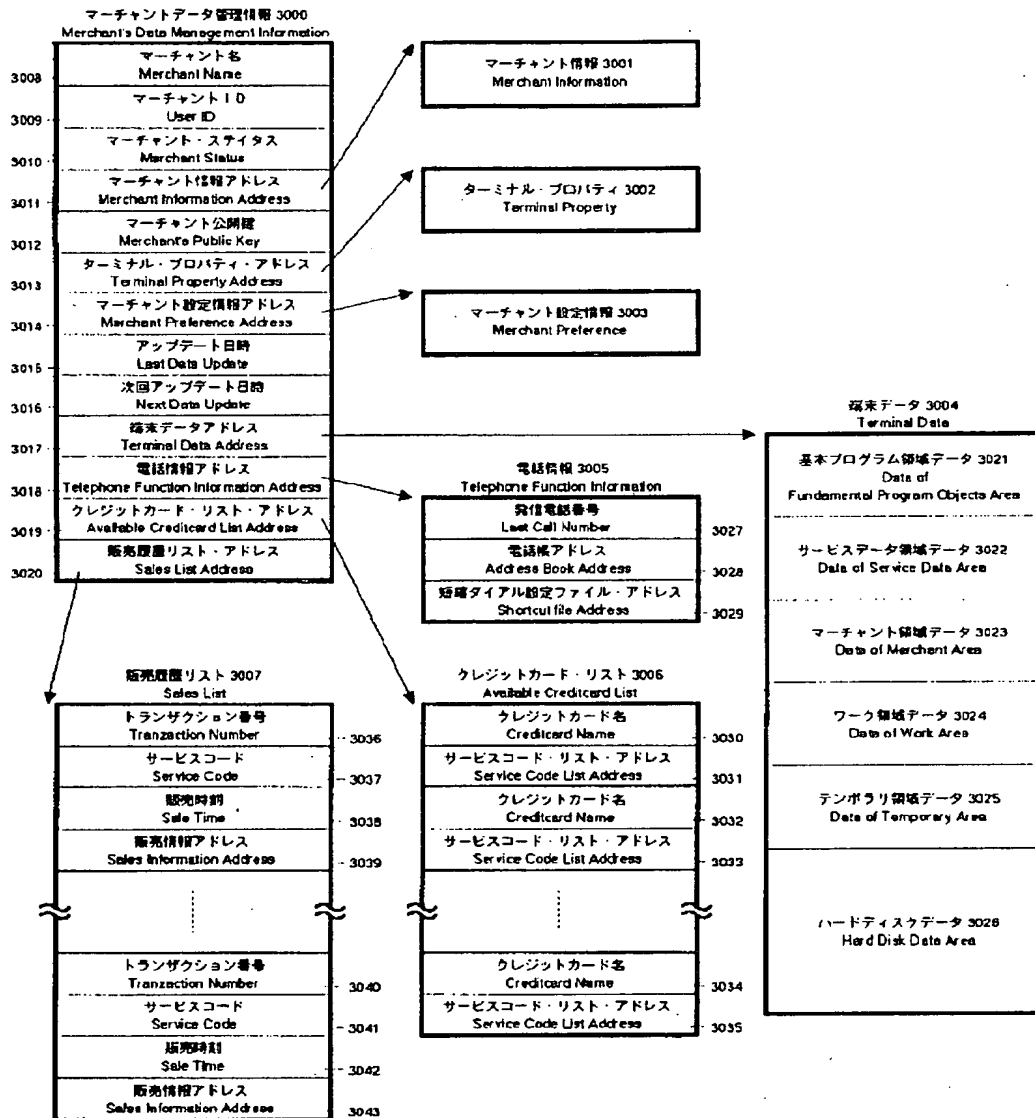 マーチャントデータ管理情報 3000
Merchant's Data Management Information
マーチャント名
Merchant Name
3008
マーチャントID
User ID
3009
マーチャント・ステイタス
Merchant Status
3010
マーチャント情報アドレス
Merchant Information Address
3011
マーチャント公開鍵
Merchant's Public Key
3012
ターミナル・プロパティ・アドレス
Terminal Property Address
3013
マーチャント設定情報アドレス
Merchant Preference Address
3014
アップデート日時
Last Data Update
3015
次回アップデート日時
Next Data Update
3016
端末データアドレス
Terminal Data Address
3017
電話情報アドレス
Telephone Function Information Address
3018
クレジットカード・リスト・アドレス
Available Creditcard List Address
3019
販売履歴リスト・アドレス
Sales List Address
3020
マーチャント情報 3001
Merchant Information
ターミナル・プロパティ 3002
Terminal Property
マーチャント設定情報 3003
Merchant Preference
端末データ 3004
Terminal Data
基本プログラム領域データ 3021
Data of
Fundamental Program Objects Area
サービスデータ領域データ 3022
Data of Service Data Area
マーチャント領域データ 3023
Data of Merchant Area
ワーク領域データ 3024
Data of Work Area
テンポラリ領域データ 3025
Data of Temporary Area
ハードディスクデータ 3026
Hard Disk Data Area
電話情報 3005
Telephone Function Information
発信電話番号
Last Call Number
3027
電話帳アドレス
Address Book Address
3028
短縮ダイアル設定ファイル・アドレス
Shortcut file Address
3029
販売履歴リスト 3007
Sales List
トランザクション番号
Tranzaction Number
3036
サービスコード
Service Code
3037
販売時刻
Sale Time
3038
販売情報アドレス
Sales Information Address
3039
トランザクション番号
Tranzaction Number
3040
サービスコード
Service Code
3041
販売時刻
Sale Time
3042
販売情報アドレス
Sales Information Address
3043
クレジットカード・リスト 3006
Available Creditcard List
クレジットカード名
Creditcard Name
3030
サービスコード・リスト・アドレス
Service Code List Address
3031
クレジットカード名
Creditcard Name
3032
サービスコード・リスト・アドレス
Service Code List Address
3033
クレジットカード名
Creditcard Name
3034
サービスコード・リスト・アドレス
Service Code List Address
3035